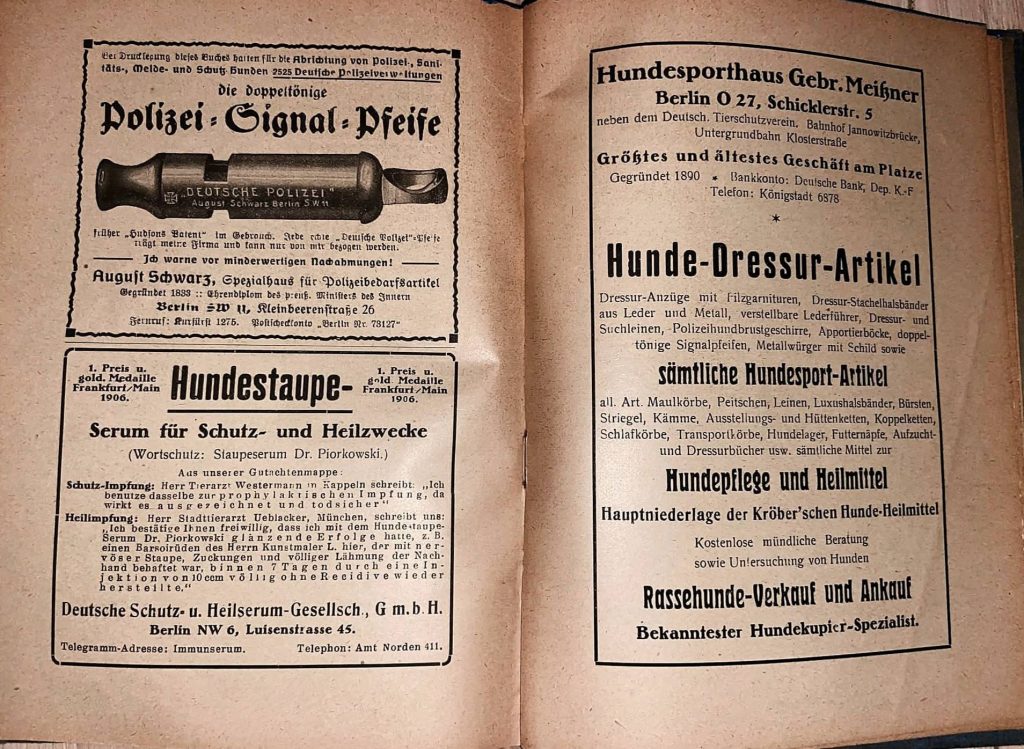 Bei Drucklegung dieses Buches hatten für die Abrichtung von Polizei-, Sani-
täts-, Melde- und Schutz-Hunden 2525 Deutsche Polizeiverwaltungen
die doppeltönige
Polizei-Signal-Pfeife
„DEUTSCHE POLIZEI"
August Schwarz Berlin S.W.11
früher „Hudsons Patent" im Gebrauch. Jede echte „Deutsche Polizei"-Pfeife
trägt meine Firma und kann nur von mir bezogen werden.
Ich warne vor minderwertigen Nachahmungen!
August Schwarz, Spezialhaus für Polizeibedarfsartikel
Gegründet 1833 :: Ehrendiplom des preuß. Ministers des Innern
Berlin SW 11, Kleinbeerenstraße 26
Fernruf: Kurfürst 1275. Postscheckkonto „Berlin Nr. 73127"
1. Preis u.
gold. Medaille
Frankfurt/Main
1906.
Hundestaupe-
1. Preis u.
gold. Medaille
Frankfurt/Main
1906.
Serum für Schutz- und Heilzwecke
(Wortschutz: Staupeserum Dr. Piorkowski.)
Aus unserer Gutachtenmappe:
Schutz-Impfung: Herr Tierarzt Westermann in Kappeln schreibt: „Ich
benutze dasselbe zur prophylaktischen Impfung, da
wirkt es ausgezeichnet und todsicher"
Heilimpfung: Herr Stadttierarzt Ueblacker, München, schreibt uns:
„Ich bestätige Ihnen freiwillig, dass ich mit dem Hundestaupe-
Serum Dr. Piorkowski glänzende Erfolge hatte, z. B.
einen Barsoirüden des Herrn Kunstmaler L. hier, der mit ner-
vöser Staupe, Zuckungen und völliger Lähmung der Nach-
hand behaftet war, binnen 7 Tagen durch eine In-
jektion von 10 ccm völlig ohne Recidive wieder
herstellte."
Deutsche Schutz- u. Heilserum-Gesellsch., G m. b. H.
Berlin NW 6, Luisenstrasse 45.
Telegramm-Adresse: Immunserum. Telephon: Amt Norden 411.
Hundesporthaus Gebr. Meißner
Berlin O 27, Schicklerstr. 5
neben dem Deutsch. Tierschutzverein. Bahnhof Jannowitzbrücke,
Untergrundbahn Klosterstraße
Größtes und ältestes Geschäft am Platze
Gegründet 1890 * Bankkonto: Deutsche Bank, Dep. K.-F
Telefon: Königstadt 6878
*
Hunde-Dressur-Artikel
Dressur-Anzüge mit Filzgarnituren, Dressur-Stachelhalsbänder
aus Leder und Metall, verstellbare Lederführer, Dressur- und
Suchleinen, Polizeihundbrustgeschirre, Apportierböcke, doppel-
tönige Signalpfeifen, Metallwürger mit Schild sowie
sämtliche Hundesport-Artikel
all. Art. Maulkörbe, Peitschen, Leinen, Luxushalsbänder, Bürsten,
Striegel, Kämme, Ausstellungs- und Hüttenketten, Koppelketten,
Schlafkörbe, Transportkörbe, Hundelager, Futternäpfe, Aufzucht-
und Dressurbücher usw. sämtliche Mittel zur
Hundepflege und Heilmittel
Hauptniederlage der Kröber'schen Hunde-Heilmittel
Kostenlose mündliche Beratung
sowie Untersuchung von Hunden
Rassehunde-Verkauf und Ankauf
Bekanntester Hundekupier-Spezialist.